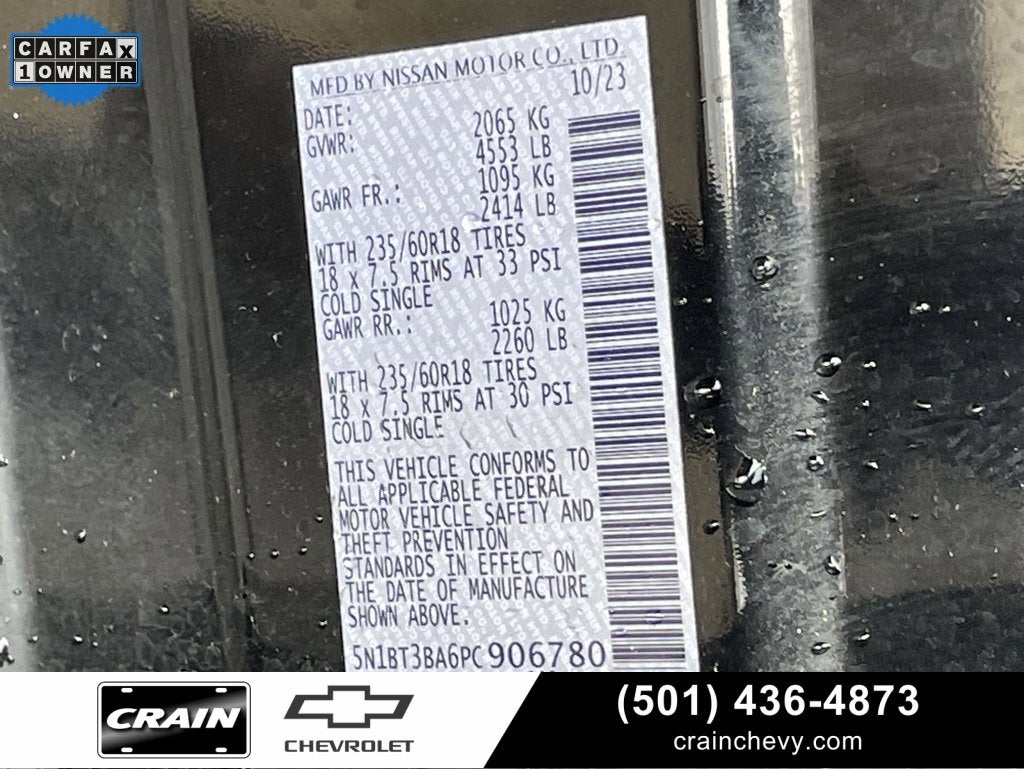 CARFAX
1 OWNER
MFD BY NISSAN MOTOR CO., LTD.
DATE: 10/23
GVWR: 2065 KG
4553 LB
GAWR FR.: 1095 KG
2414 LB
WITH 235/60R18 TIRES
18 X 7.5 RIMS AT 33 PSI
COLD SINGLE
GAWR RR.: 1025 KG
2260 LB
WITH 235/60R18 TIRES
18 X 7.5 RIMS AT 30 PSI
COLD SINGLE
THIS VEHICLE CONFORMS TO
ALL APPLICABLE FEDERAL
MOTOR VEHICLE SAFETY AND
THEFT PREVENTION
STANDARDS IN EFFECT ON
THE DATE OF MANUFACTURE
SHOWN ABOVE.
5N1BT3BA6PC906780
CRAIN
CHEVROLET
(501) 436-4873
crainchevy.com